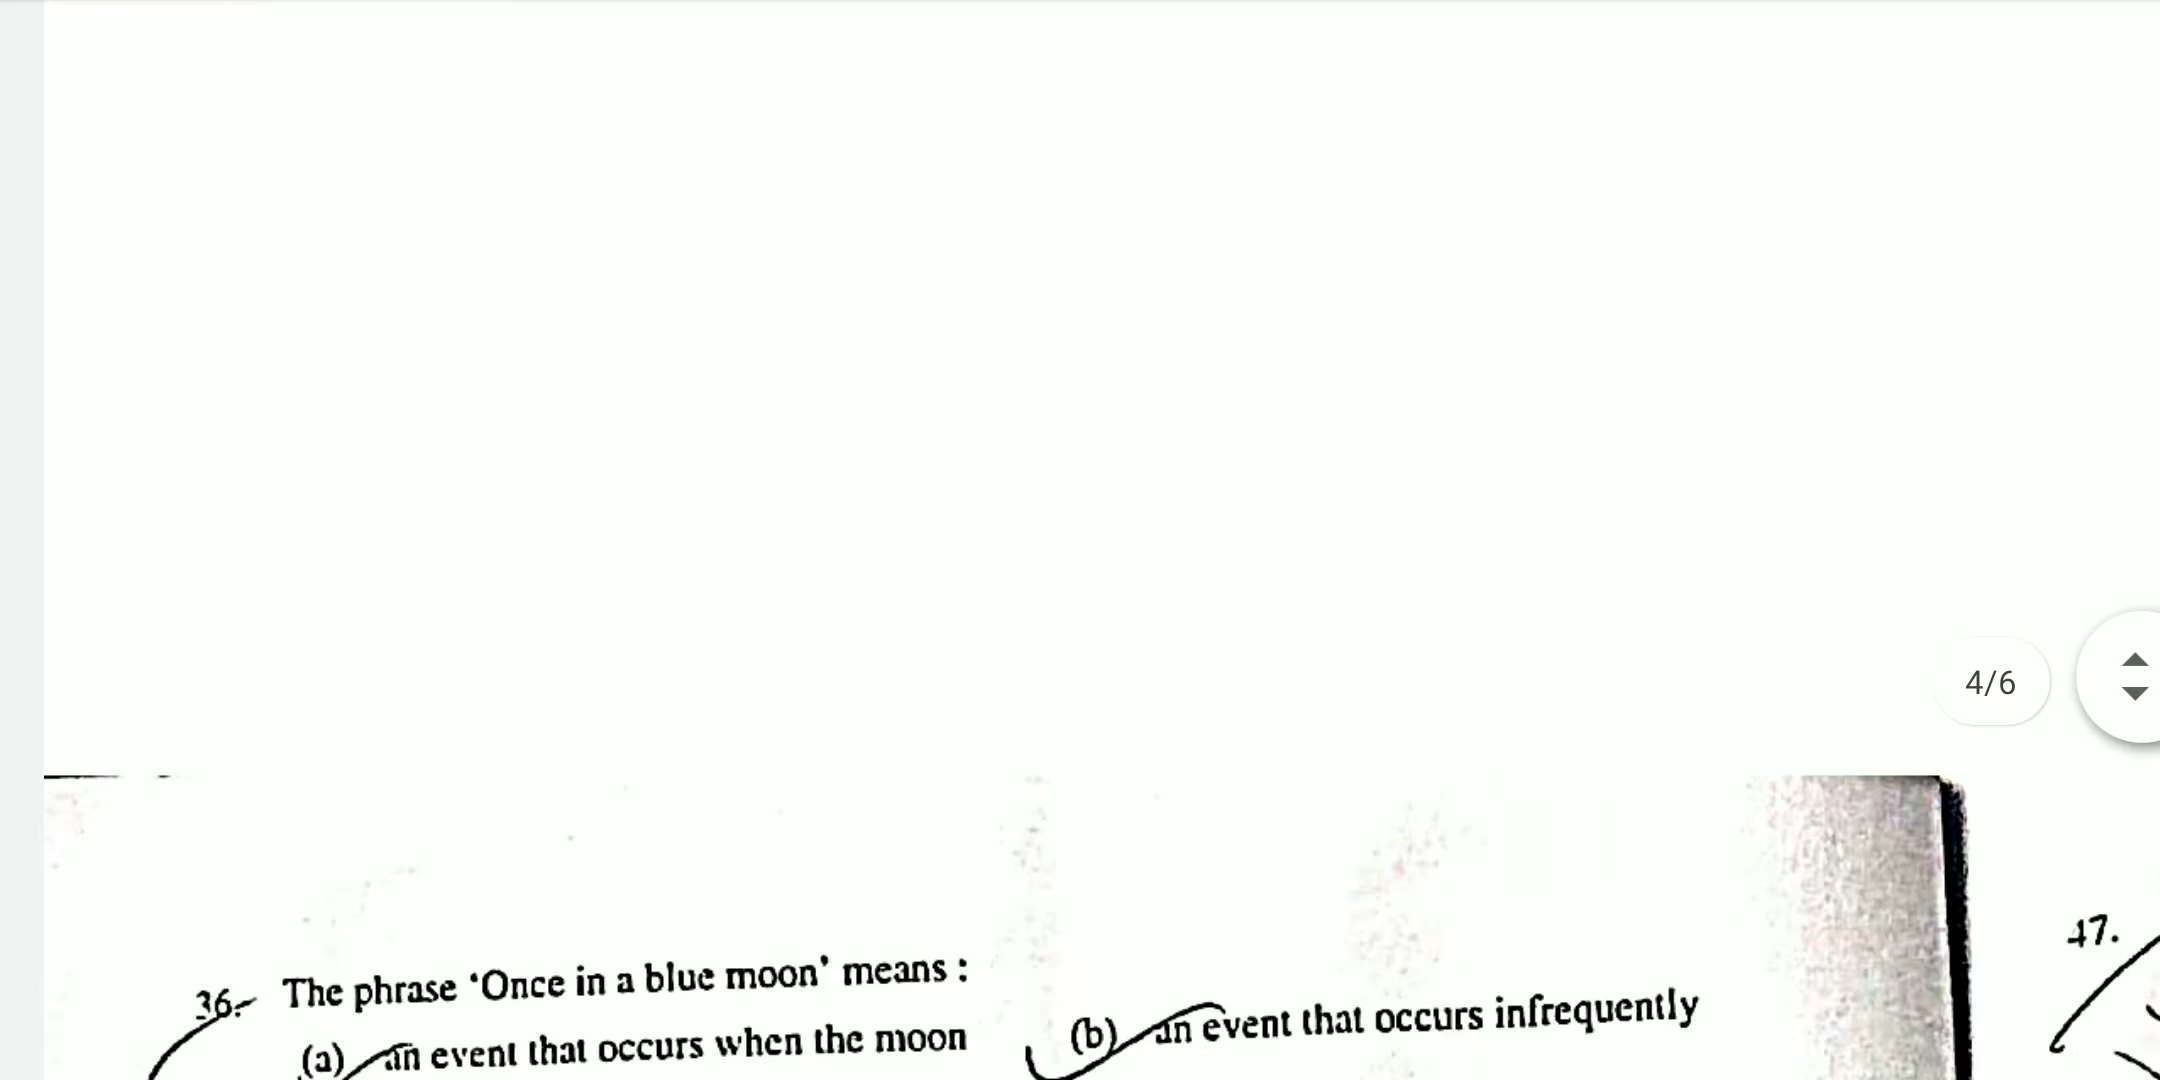 4/6
47.
36. The phrase ‘Once in a blue moon’ means :
(a) an event that occurs when the moon
(b) an event that occurs infrequently